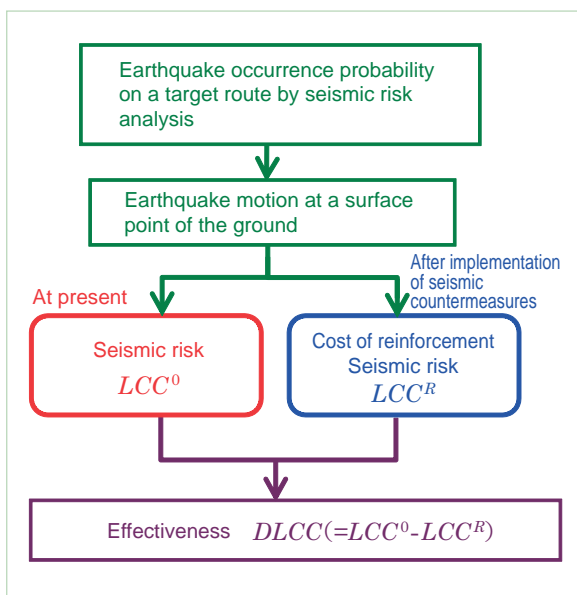 Earthquake occurrence probability
on a target route by seismic risk
analysis
Earthquake motion at a surface
point of the ground
At present
After implementation
of seismic
countermeasures
Seismic risk
LCC⁰
Cost of reinforcement
Seismic risk
LCCᴿ
Effectiveness DLCC(=LCC⁰-LCCᴿ)